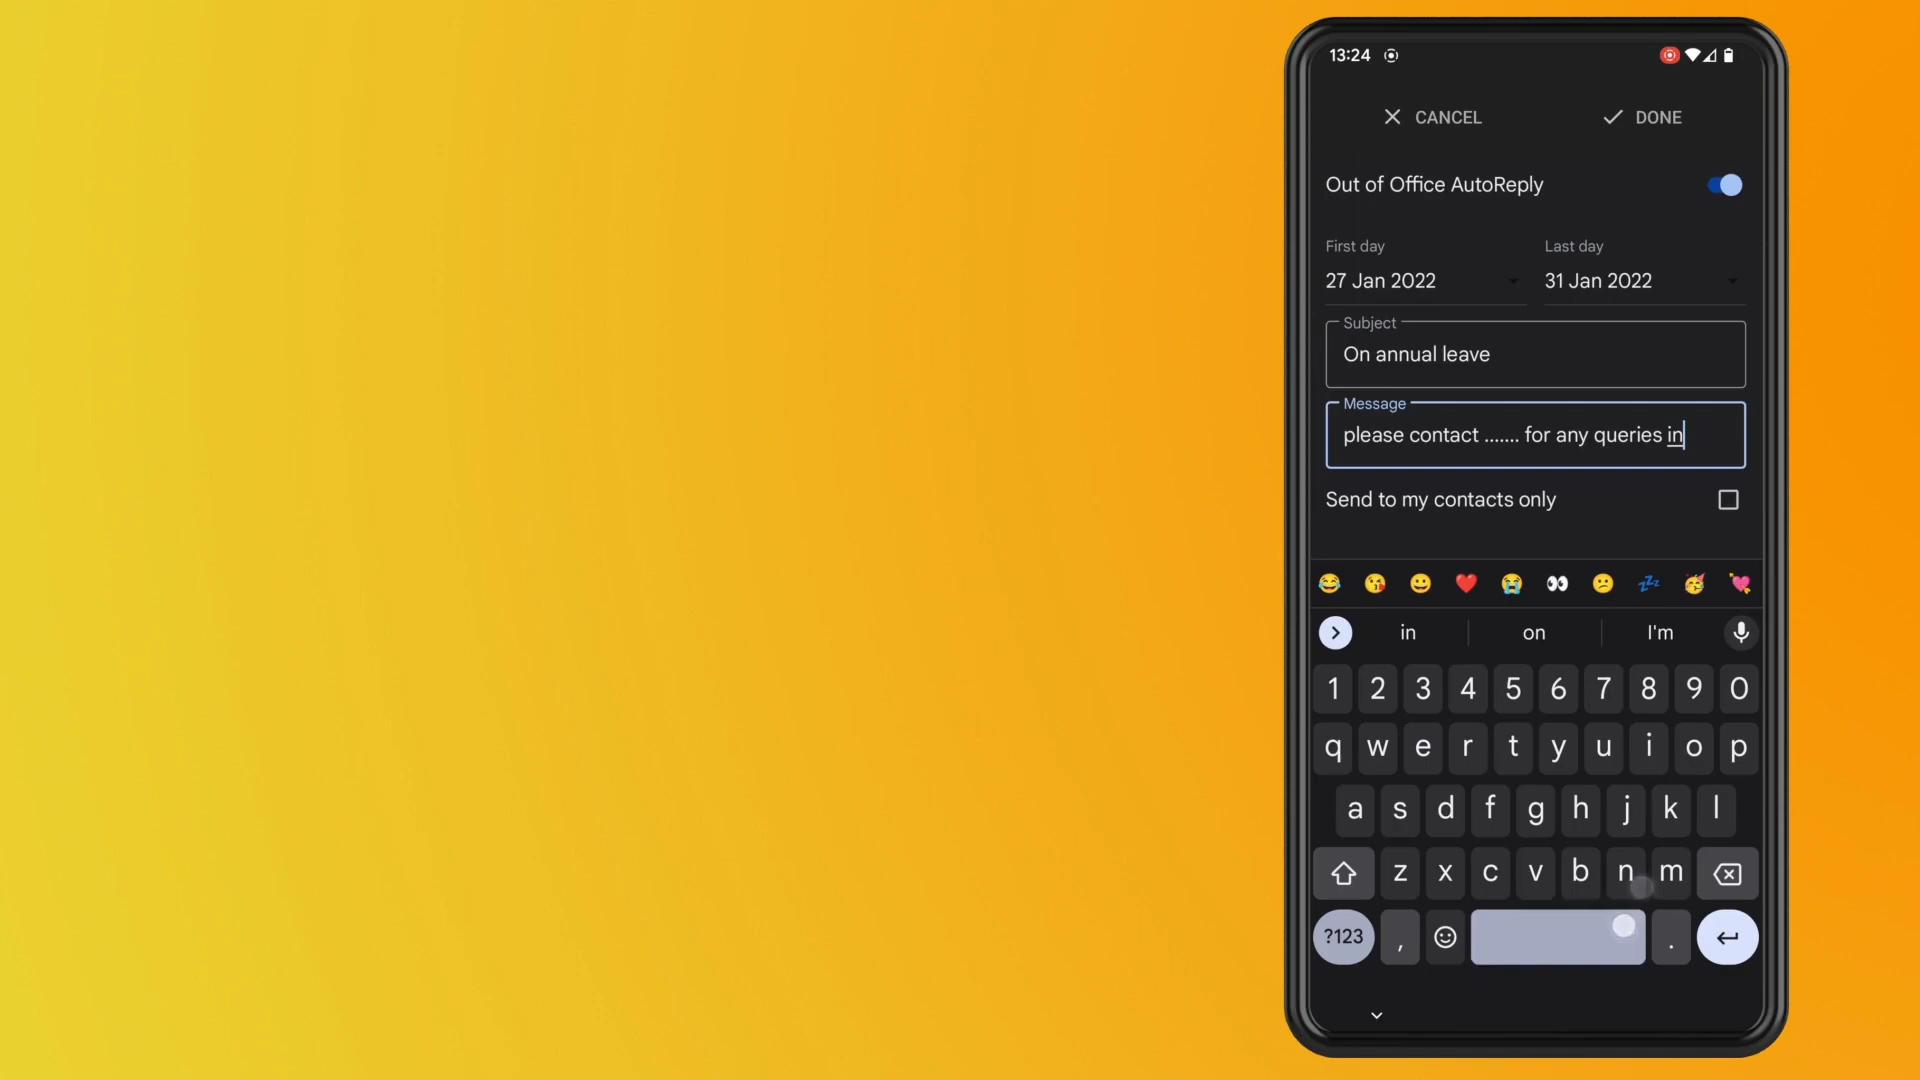 13:24
CANCEL DONE
Out of Office AutoReply
First day Last day
27 Jan 2022 31 Jan 2022
Subject
On annual leave
Message
please contact ....... for any queries in
Send to my contacts only
in on I'm
1 2 3 4 5 6 7 8 9 0
q w e r t y u i o p
a s d f g h j k l
z x c v b n m
?123 , .